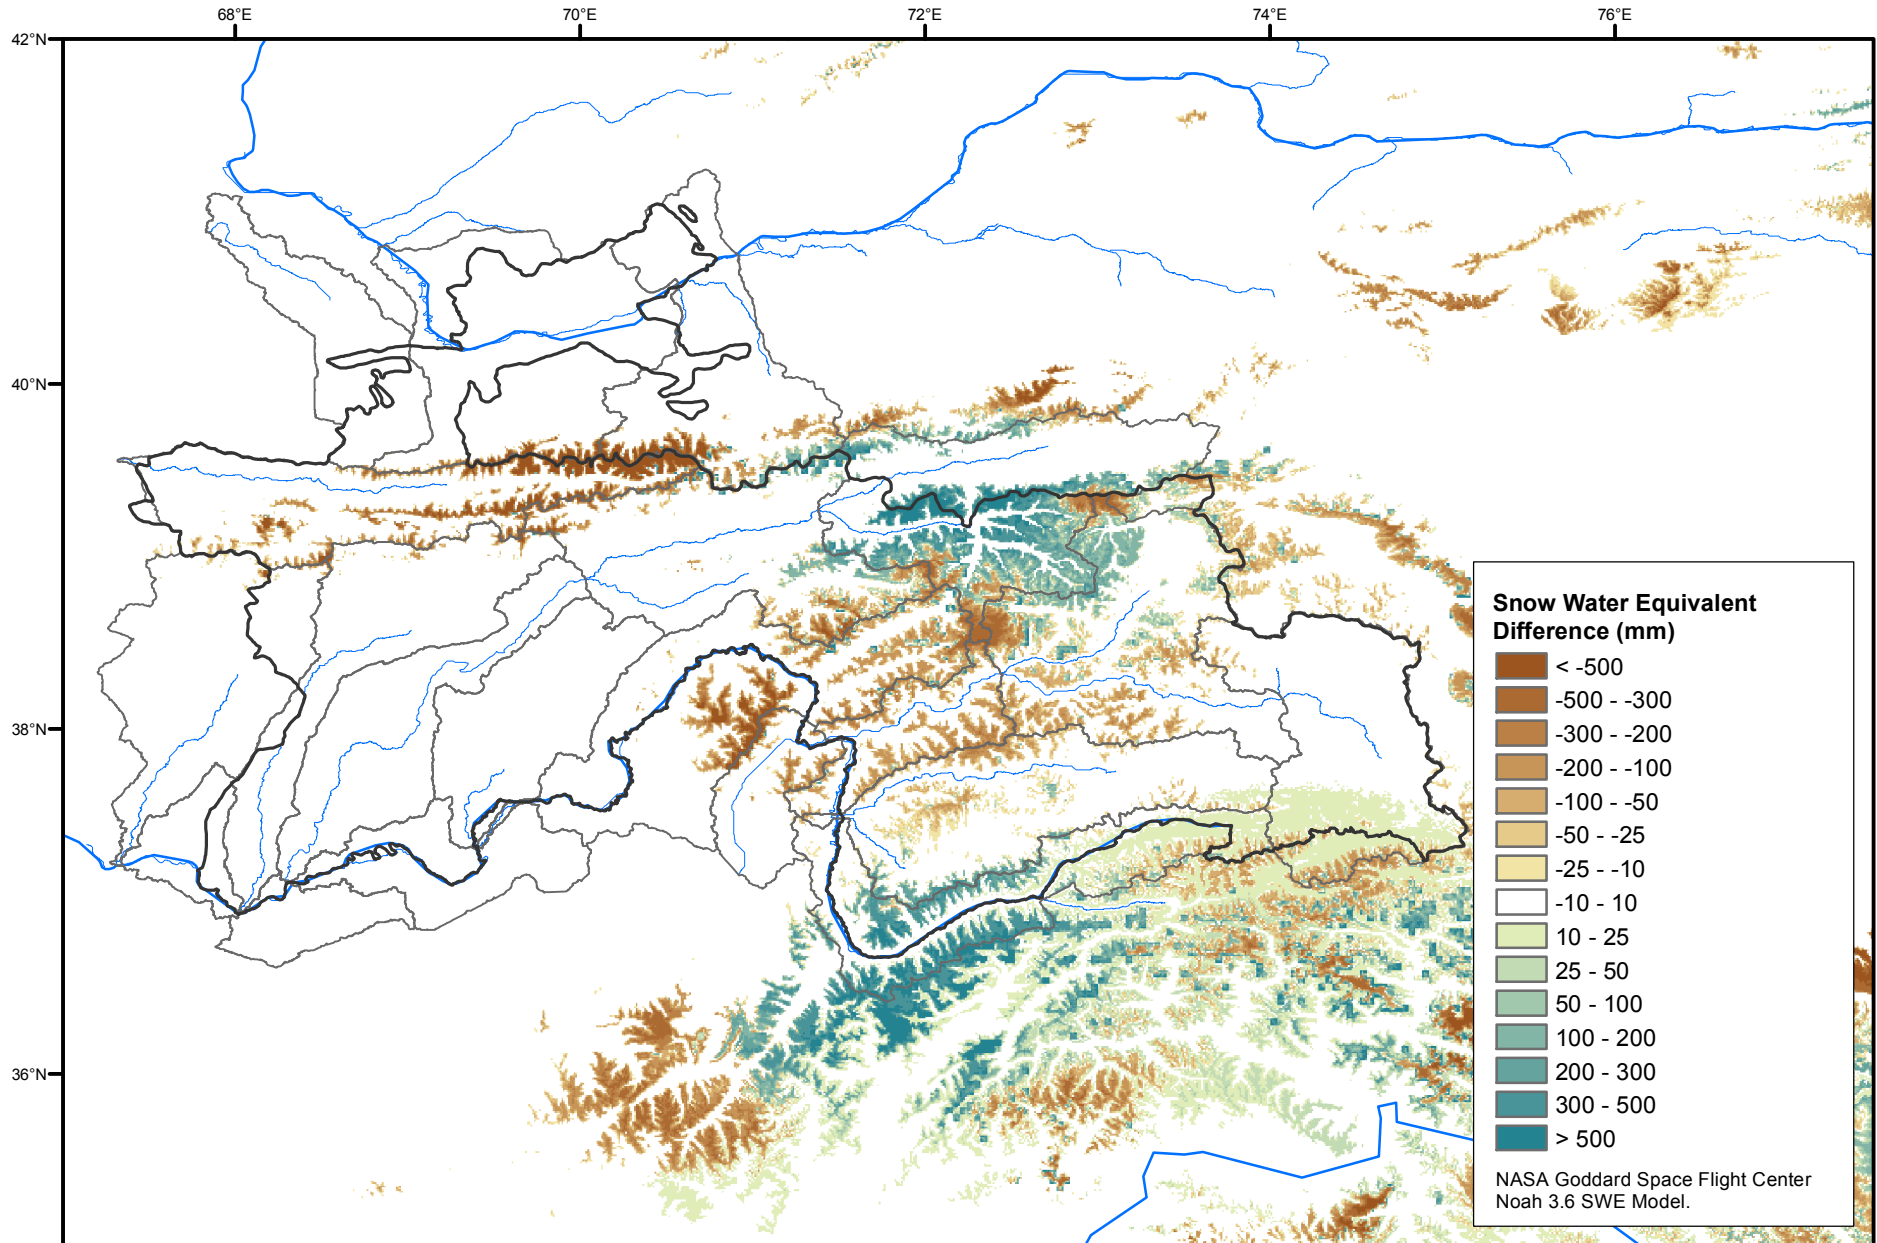 68°E 70°E 72°E 74°E 76°E
42°N
40°N
38°N
36°N
Snow Water Equivalent
Difference (mm)
< -500
-500 - -300
-300 - -200
-200 - -100
-100 - -50
-50 - -25
-25 - -10
-10 - 10
10 - 25
25 - 50
50 - 100
100 - 200
200 - 300
300 - 500
> 500
NASA Goddard Space Flight Center
Noah 3.6 SWE Model.